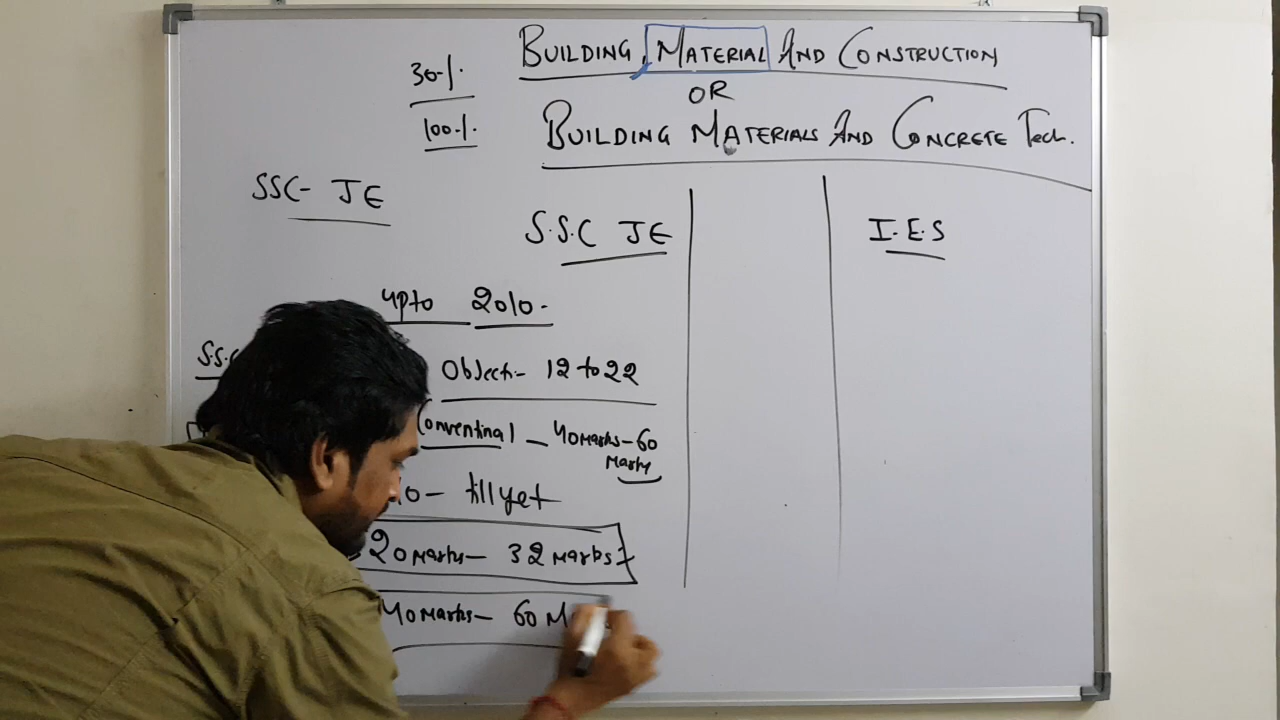 BUILDING, MATERIAL AND CONSTRUCTION
30%
OR
100%
BUILDING MATERIALS AND CONCRETE Tech.
SSC- JE
S.S.C JE
I.E.S
upto 2010-
S.S.
Object- 12 to 22
Conventinal - 40 Marks - 60
Marks
10 - till yet
20 Marks - 32 Marks
40 Marks - 60 M